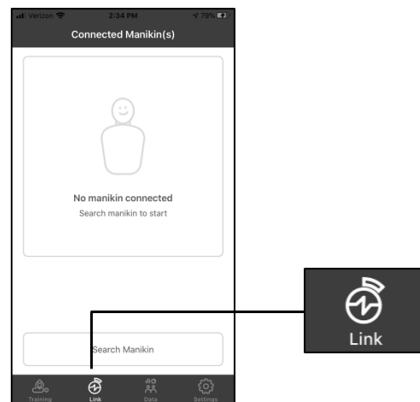 Verizon 2:34 PM 79%
Connected Manikin(s)
No manikin connected
Search manikin to start
Search Manikin
Training Link Data Settings
Link